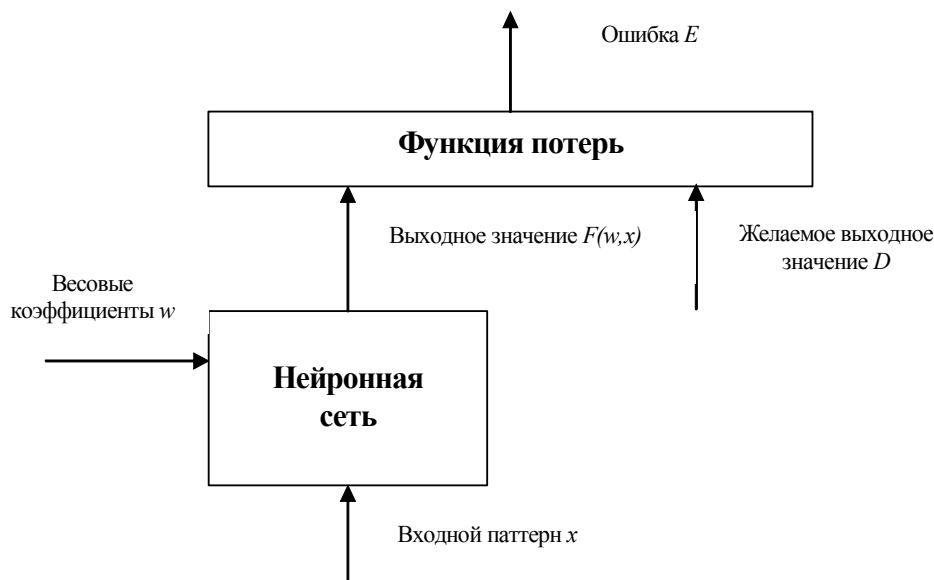 Ошибка E
Функция потерь
Выходное значение F(w,x)
Желаемое выходное
значение D
Весовые
коэффициенты w
Нейронная
сеть
Входной паттерн x